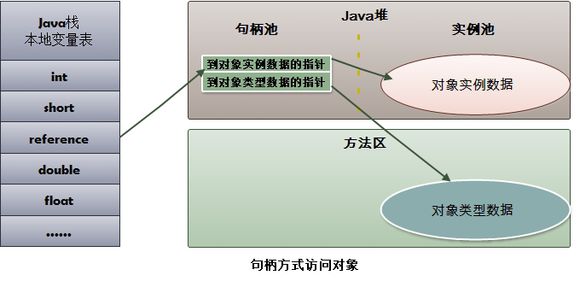 Java栈
本地变量表
int
short
reference
double
float
……
句柄池
Java堆
实例池
到对象实例数据的指针
到对象类型数据的指针
对象实例数据
方法区
对象类型数据
句柄方式访问对象